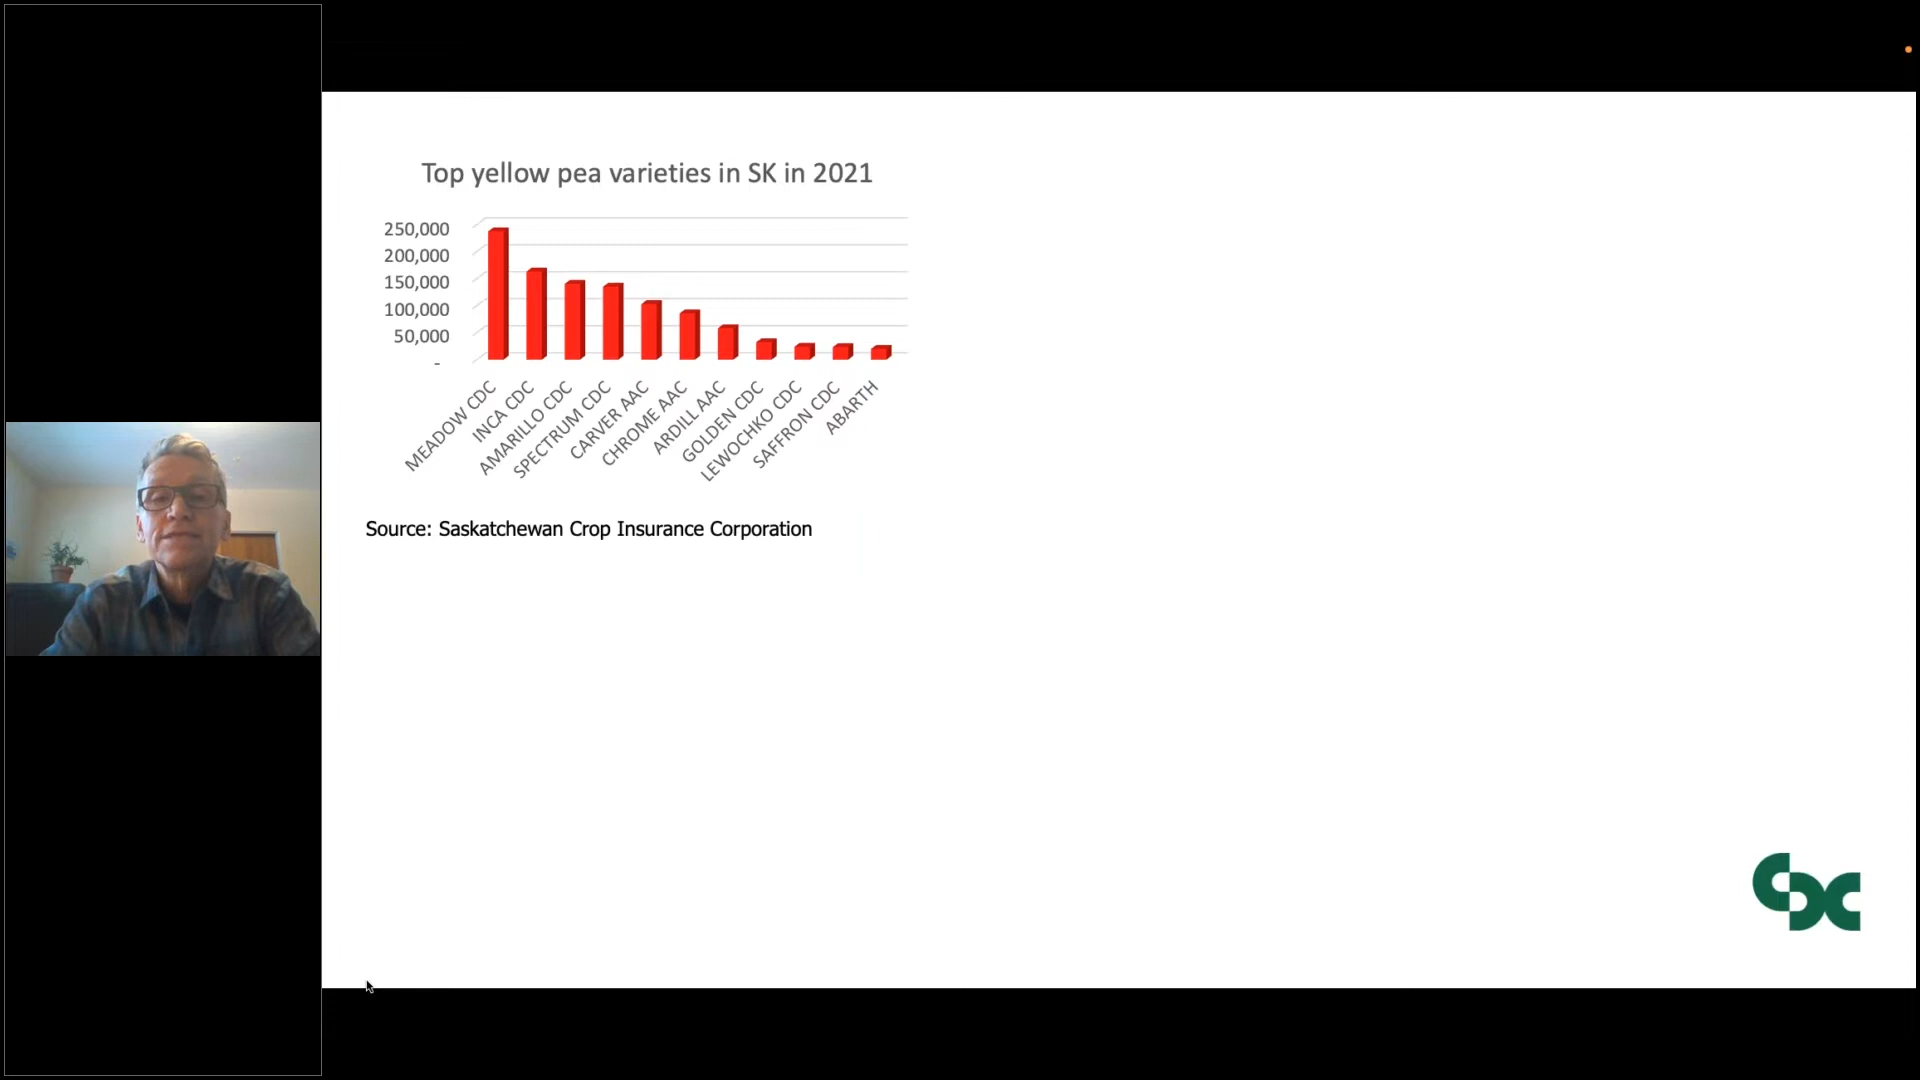 Top yellow pea varieties in SK in 2021
250,000
200,000
150,000
100,000
50,000
-
MEADOW CDC
INCA CDC
AMARILLO CDC
SPECTRUM CDC
CARVER AAC
CHROME AAC
ARDILL AAC
GOLDEN CDC
LEWOCHKO CDC
SAFFRON CDC
ABARTH
Source: Saskatchewan Crop Insurance Corporation
CDC